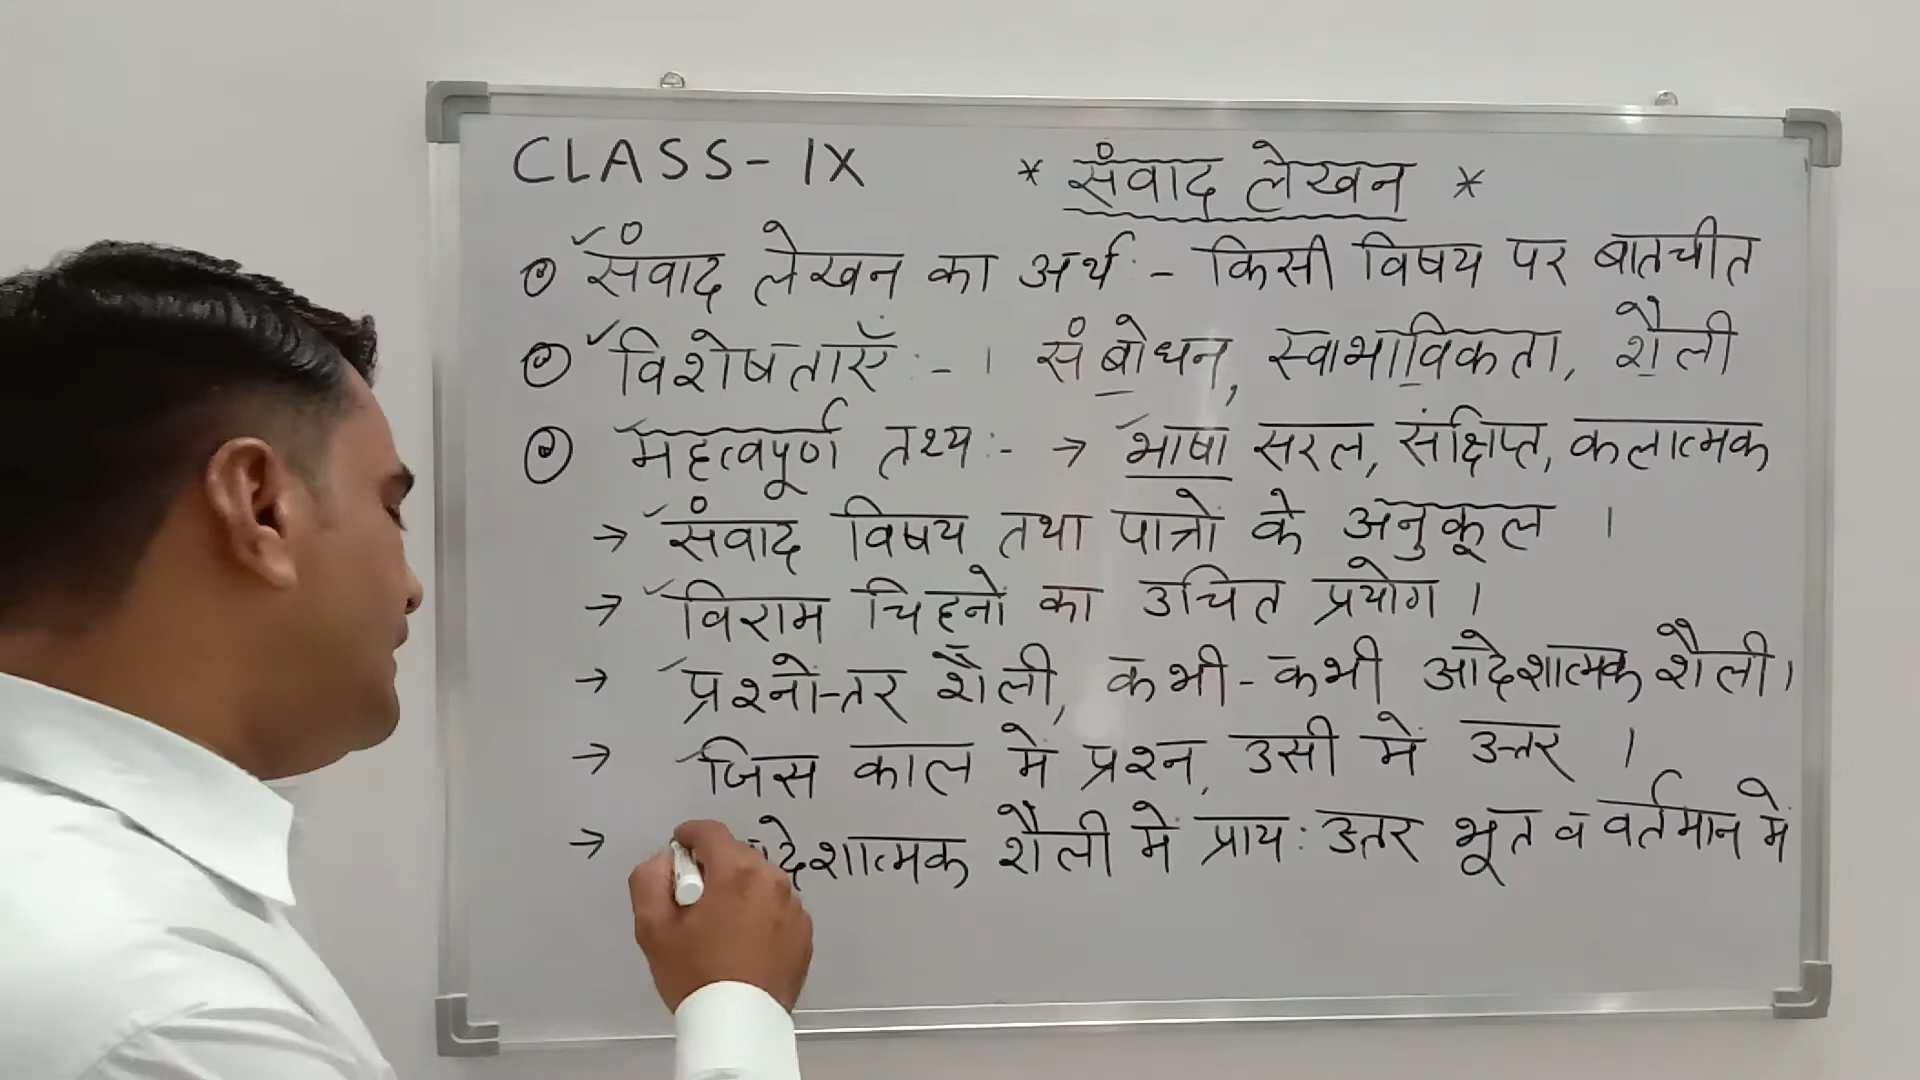 CLASS-IX * संवाद लेखन *
संवाद लेखन का अर्थ:- किसी विषय पर बातचीत
विशेषताएँ:-। संबोधन, स्वाभाविकता, शैली
महत्वपूर्ण तथ्य:- → भाषा सरल, संक्षिप्त, कलात्मक
→ संवाद विषय तथा पात्रों के अनुकूल ।
→ विराम चिहनों का उचित प्रयोग ।
→ प्रश्नोत्तर शैली, कभी-कभी आदेशात्मक शैली।
→ जिस काल में प्रश्न, उसी में उत्तर ।
→ शैली में प्राय: उत्तर भूत व वर्तमान में